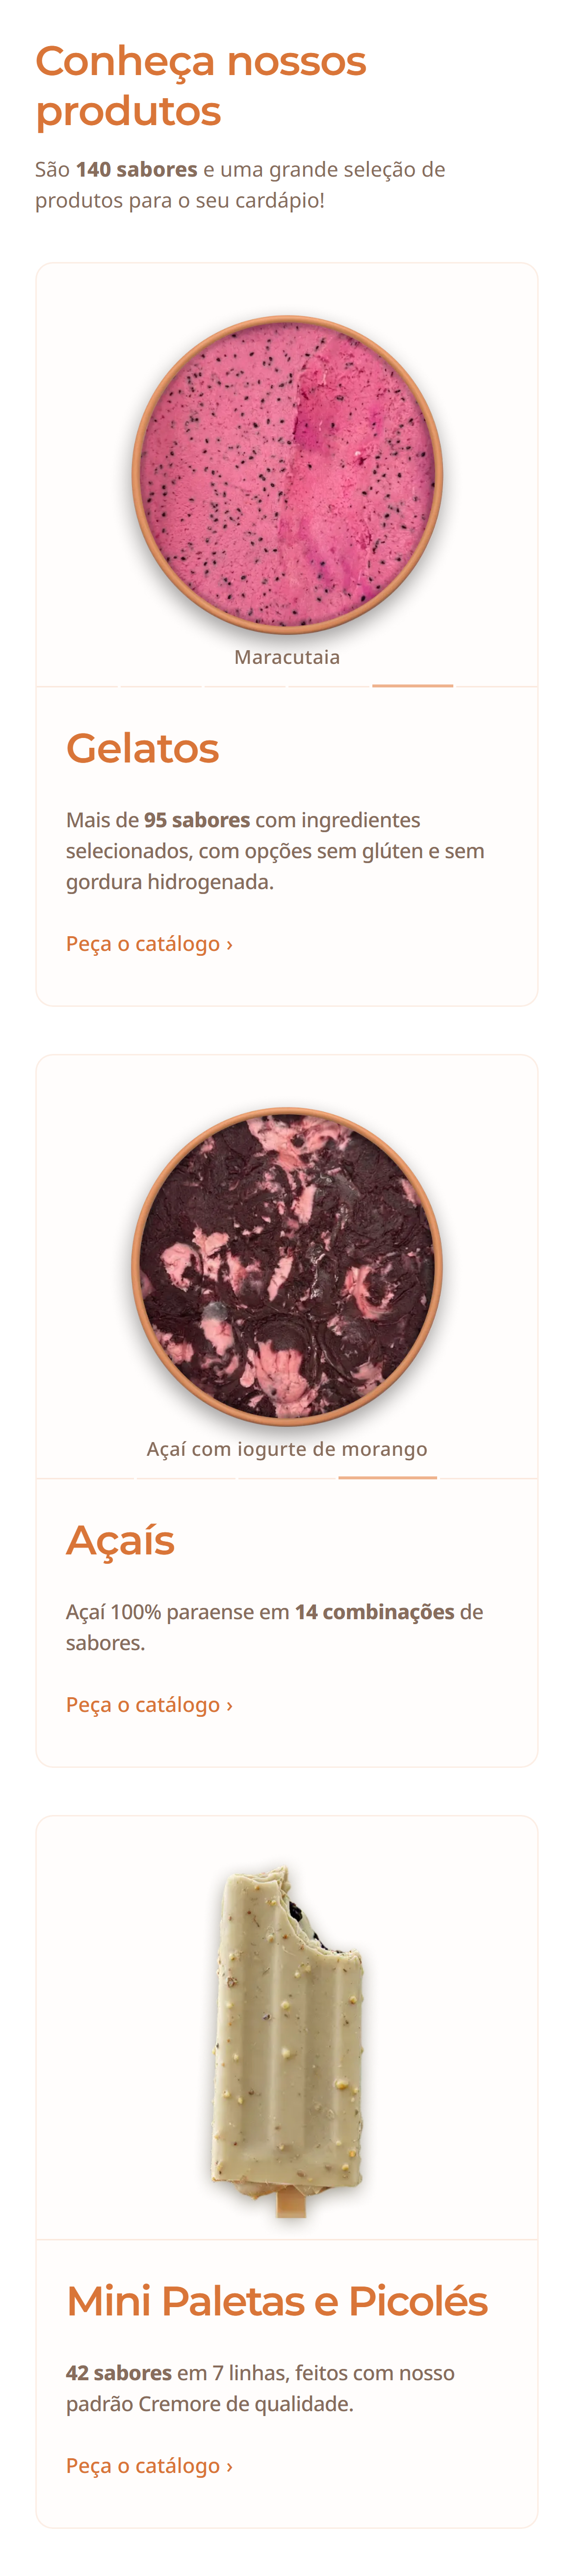 Conheça nossos
produtos
São 140 sabores e uma grande seleção de
produtos para o seu cardápio!
Maracutaia
Gelatos
Mais de 95 sabores com ingredientes
selecionados, com opções sem glúten e sem
gordura hidrogenada.
Peça o catálogo ›
Açaí com iogurte de morango
Açaís
Açaí 100% paraense em 14 combinações de
sabores.
Peça o catálogo ›
Mini Paletas e Picolés
42 sabores em 7 linhas, feitos com nosso
padrão Cremore de qualidade.
Peça o catálogo ›